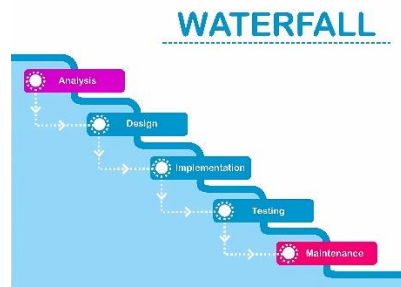 WATERFALL
Analysis
Design
Implementation
Testing
Maintenance